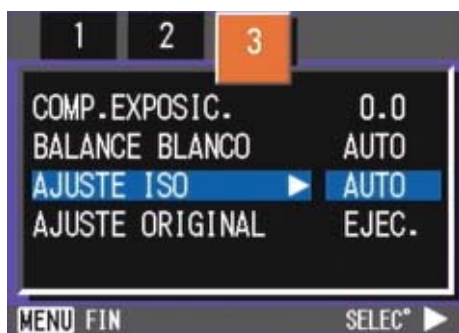 1 2 3
COMP.EXPOSIC. 0.0
BALANCE BLANCO AUTO
AJUSTE ISO ▶ AUTO
AJUSTE ORIGINAL EJEC.
MENU FIN SELEC° ▶